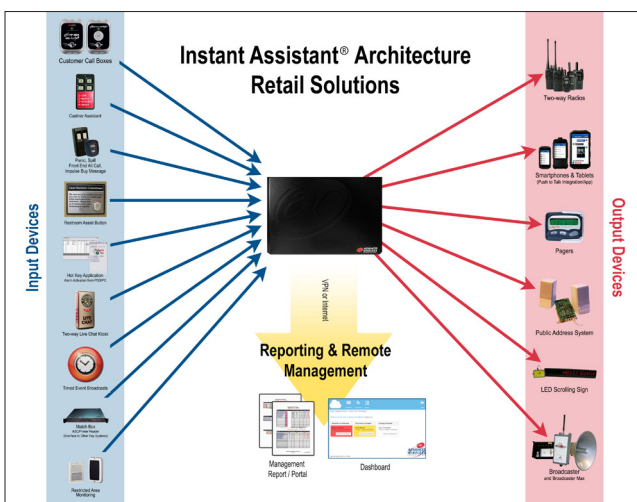 Instant Assistant® Architecture
Retail Solutions
Input Devices
Customer Call Boxes
Cashier Assistant
Panic, Spill
Front End All Call,
Impulse Buy Message
Restroom Assist Button
Hot Key Application
Two-way Live Chat Kiosk
LIVE
CHAT
Timed Event Broadcasts
Match Box
Restricted Area
Monitoring
VPN or Internet
Reporting & Remote
Management
Management
Report / Portal
Dashboard
Output Devices
Two-way Radios
Smartphones & Tablets
(Push to Talk Integration/App)
Pagers
Public Address System
LED Scrolling Sign
Broadcaster
and Broadcaster Max